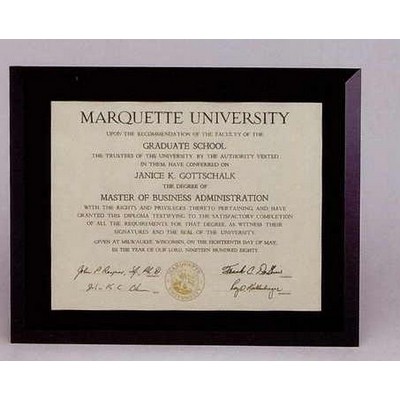 MARQUETTE UNIVERSITY
UPON THE RECOMMENDATION OF THE FACULTY OF THE
GRADUATE SCHOOL
THE TRUSTEES OF THE UNIVERSITY BY THE AUTHORITY VESTED
IN THEM HAVE CONFERRED ON
JANICE K. GOTTSCHALK
THE DEGREE OF
MASTER OF BUSINESS ADMINISTRATION
WITH THE RIGHTS AND PRIVILEGES THERETO PERTAINING AND HAVE
GRANTED THIS DIPLOMA TESTIFYING TO THE SATISFACTORY COMPLETION
OF ALL THE REQUIREMENTS FOR THAT DEGREE, AS WITNESS THEIR
SIGNATURES AND THE SEAL OF THE UNIVERSITY.
GIVEN AT MILWAUKEE, WISCONSIN, ON THE EIGHTEENTH DAY OF MAY,
IN THE YEAR OF OUR LORD, NINETEEN HUNDRED EIGHTY.
John P. Raynor, S.J., Ph.D.
MARQUETTE